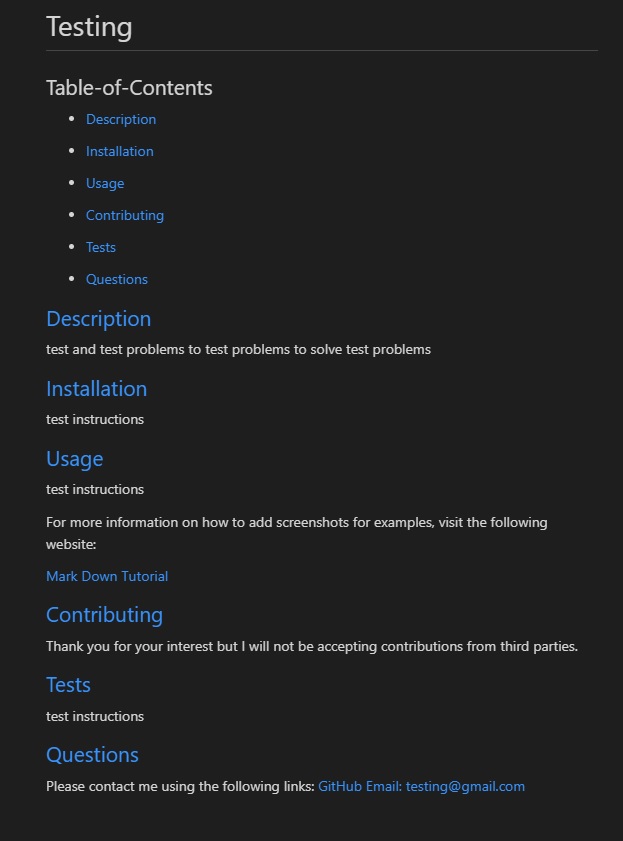 Testing
Table-of-Contents
Description
Installation
Usage
Contributing
Tests
Questions
Description
test and test problems to test problems to solve test problems
Installation
test instructions
Usage
test instructions
For more information on how to add screenshots for examples, visit the following
website:
Mark Down Tutorial
Contributing
Thank you for your interest but I will not be accepting contributions from third parties.
Tests
test instructions
Questions
Please contact me using the following links: GitHub Email: testing@gmail.com